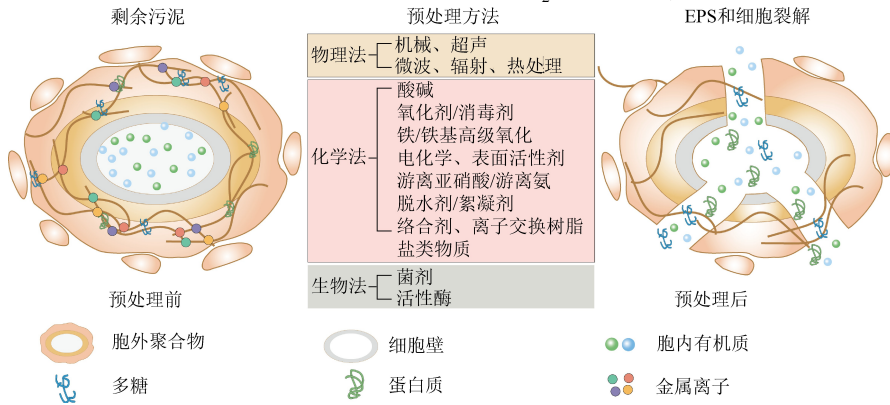 剩余污泥
预处理方法
EPS和细胞裂解
物理法
机械、超声
微波、辐射、热处理
化学法
酸碱
氧化剂/消毒剂
铁/铁基高级氧化
电化学、表面活性剂
游离亚硝酸/游离氨
脱水剂/絮凝剂
络合剂、离子交换树脂
盐类物质
生物法
菌剂
活性酶
预处理前
预处理后
胞外聚合物
细胞壁
胞内有机质
多糖
蛋白质
金属离子